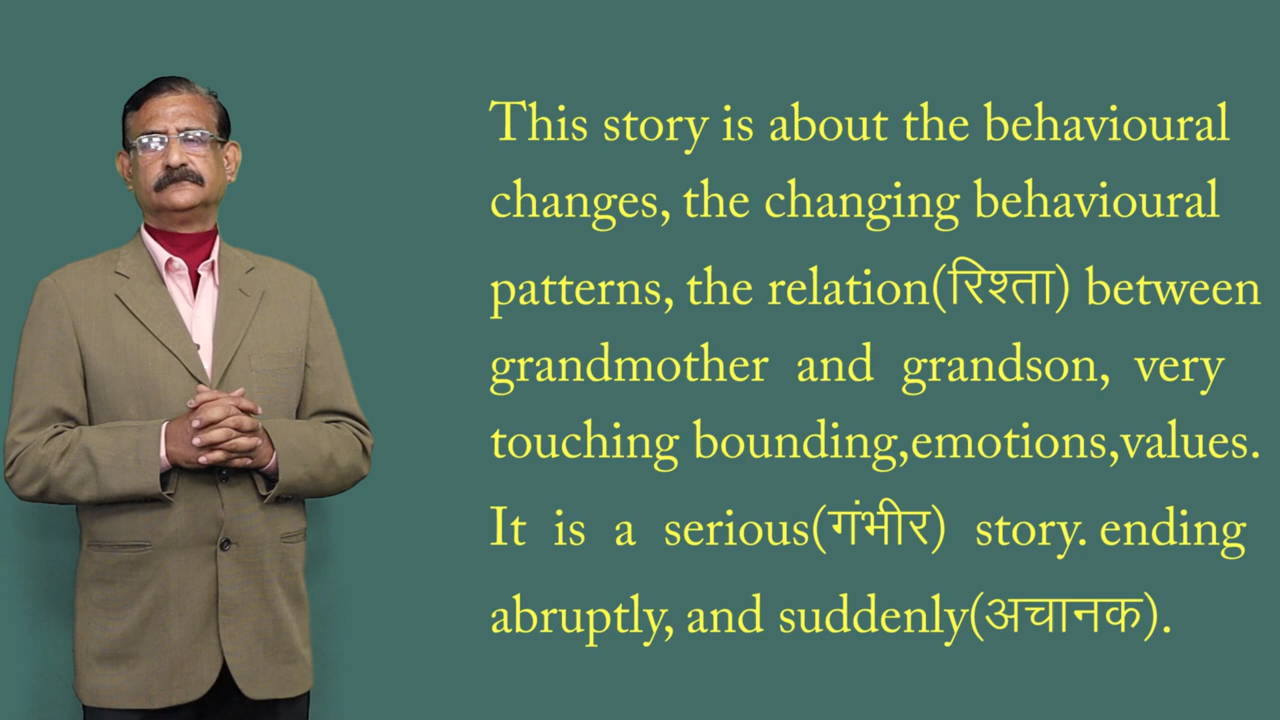 This story is about the behavioural
changes, the changing behavioural
patterns, the relation(रिश्ता) between
grandmother and grandson, very
touching bounding,emotions,values.
It is a serious(गंभीर) story. ending
abruptly, and suddenly(अचानक).